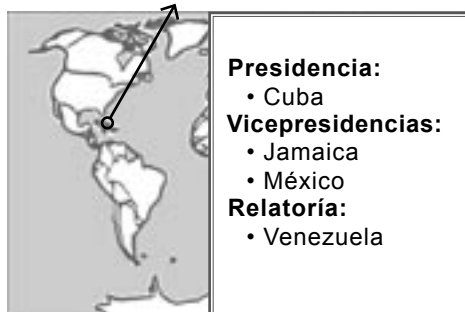 Presidencia:
• Cuba
Vicepresidencias:
• Jamaica
• México
Relatoría:
• Venezuela